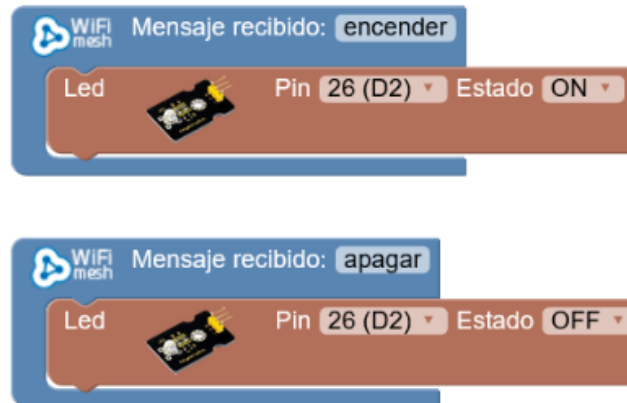 WiFi mesh Mensaje recibido: encender
Led Pin 26 (D2) Estado ON
WiFi mesh Mensaje recibido: apagar
Led Pin 26 (D2) Estado OFF